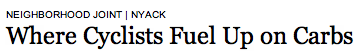 NEIGHBORHOOD JOINT | NYACK
Where Cyclists Fuel Up on Carbs